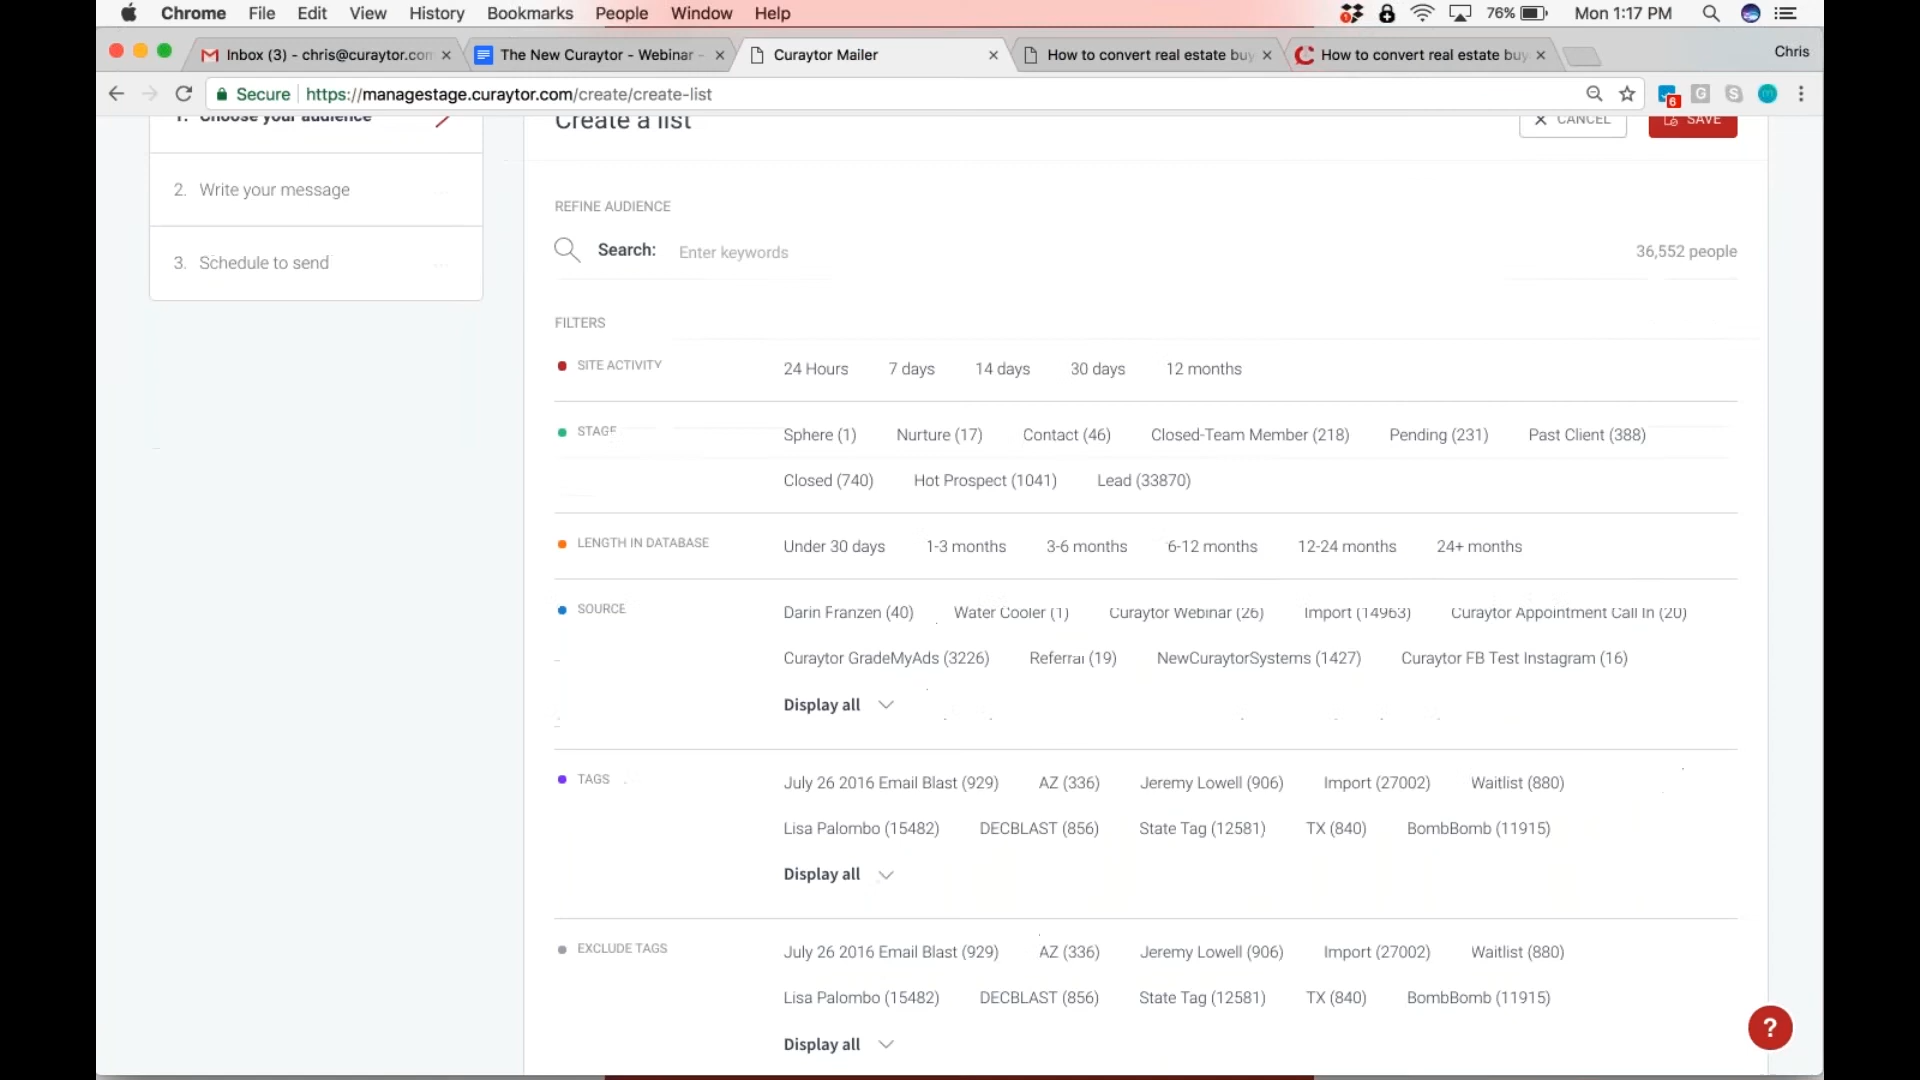 Chrome File Edit View History Bookmarks People Window Help 76% Mon 1:17 PM
Inbox (3) - chris@curaytor.com The New Curaytor - Webinar - Curaytor Mailer How to convert real estate buy How to convert real estate buy Chris
Secure https://managestage.curaytor.com/create/create-list 6 G S
1. Choose your audience
Create a list
CANCEL SAVE
2. Write your message
3. Schedule to send
REFINE AUDIENCE
Search: Enter keywords 36,552 people
FILTERS
SITE ACTIVITY 24 Hours 7 days 14 days 30 days 12 months
STAGE Sphere (1) Nurture (17) Contact (46) Closed-Team Member (218) Pending (231) Past Client (388)
Closed (740) Hot Prospect (1041) Lead (33870)
LENGTH IN DATABASE Under 30 days 1-3 months 3-6 months 6-12 months 12-24 months 24+ months
SOURCE Darin Franzen (40) Water Cooler (1) Curaytor Webinar (26) Import (14963) Curaytor Appointment Call In (20)
Curaytor GradeMyAds (3226) Referral (19) NewCuraytorSystems (1427) Curaytor FB Test Instagram (16)
Display all
TAGS July 26 2016 Email Blast (929) AZ (336) Jeremy Lowell (906) Import (27002) Waitlist (880)
Lisa Palombo (15482) DECBLAST (856) State Tag (12581) TX (840) BombBomb (11915)
Display all
EXCLUDE TAGS July 26 2016 Email Blast (929) AZ (336) Jeremy Lowell (906) Import (27002) Waitlist (880)
Lisa Palombo (15482) DECBLAST (856) State Tag (12581) TX (840) BombBomb (11915)
?
Display all